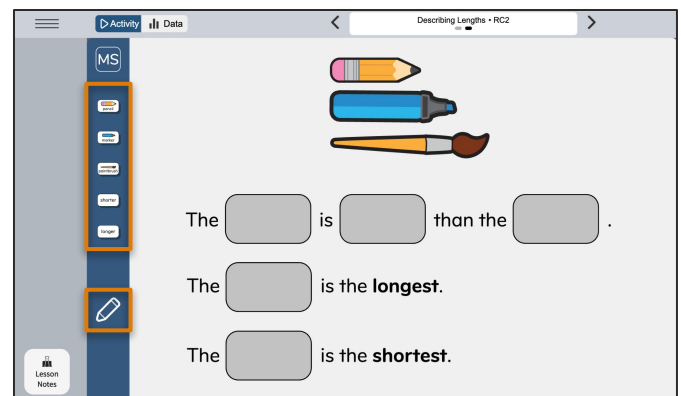 Activity
Data
Describing Lengths • RC2
MS
pencil
marker
paintbrush
shorter
longer
The is than the .
The is the longest.
The is the shortest.
Lesson
Notes